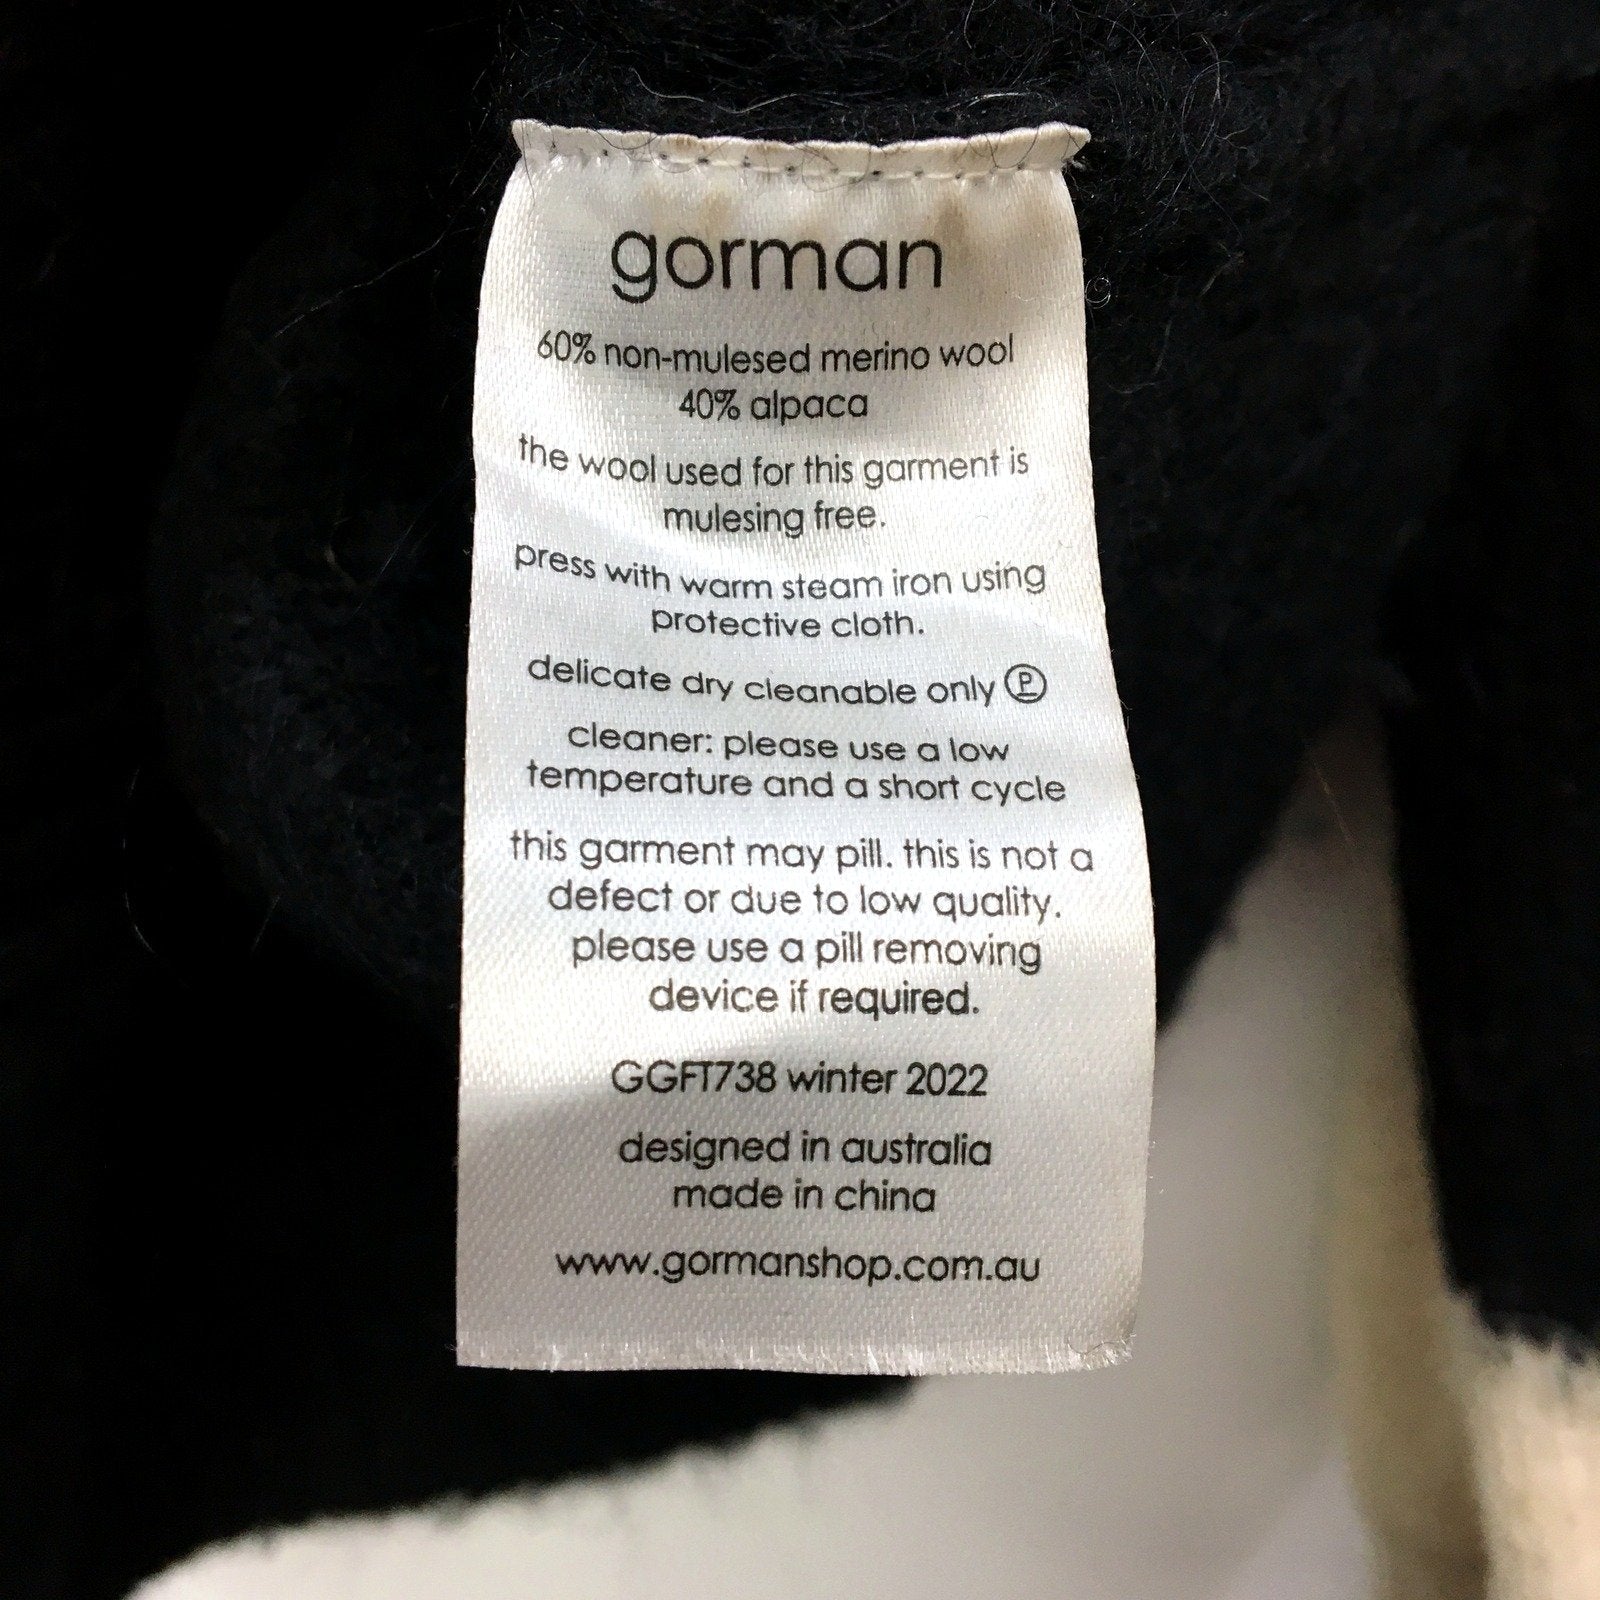 gorman
60% non-mulesed merino wool
40% alpaca
the wool used for this garment is
mulesing free.
press with warm steam iron using
protective cloth.
delicate dry cleanable only Ⓟ
cleaner: please use a low
temperature and a short cycle
this garment may pill. this is not a
defect or due to low quality.
please use a pill removing
device if required.
GGFT738 winter 2022
designed in australia
made in china
www.gormanshop.com.au